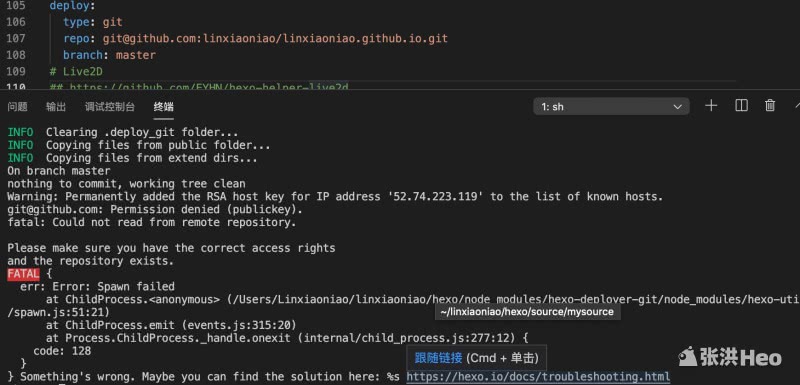 105 deploy:
106 type: git
107 repo: git@github.com:linxiaoniao/linxiaoniao.github.io.git
108 branch: master
109 # Live2D
110 ## https://github.com/EYHN/hexo-helper-live2d
问题 输出 调试控制台 终端 1: sh
INFO Clearing .deploy_git folder...
INFO Copying files from public folder...
INFO Copying files from extend dirs...
On branch master
nothing to commit, working tree clean
Warning: Permanently added the RSA host key for IP address '52.74.223.119' to the list of known hosts.
git@github.com: Permission denied (publickey).
fatal: Could not read from remote repository.
Please make sure you have the correct access rights
and the repository exists.
FATAL {
err: Error: Spawn failed
at ChildProcess.<anonymous> (/Users/Linxiaoniao/linxiaoniao/hexo/node_modules/hexo-deployer-git/node_modules/hexo-uti
/spawn.js:51:21)
~/linxiaoniao/hexo/source/mysource
at ChildProcess.emit (events.js:315:20)
at Process.ChildProcess._handle.onexit (internal/child_process.js:277:12) {
code: 128
跟随链接 (Cmd + 单击)
}
} Something's wrong. Maybe you can find the solution here: %s https://hexo.io/docs/troubleshooting.html
张洪Heo